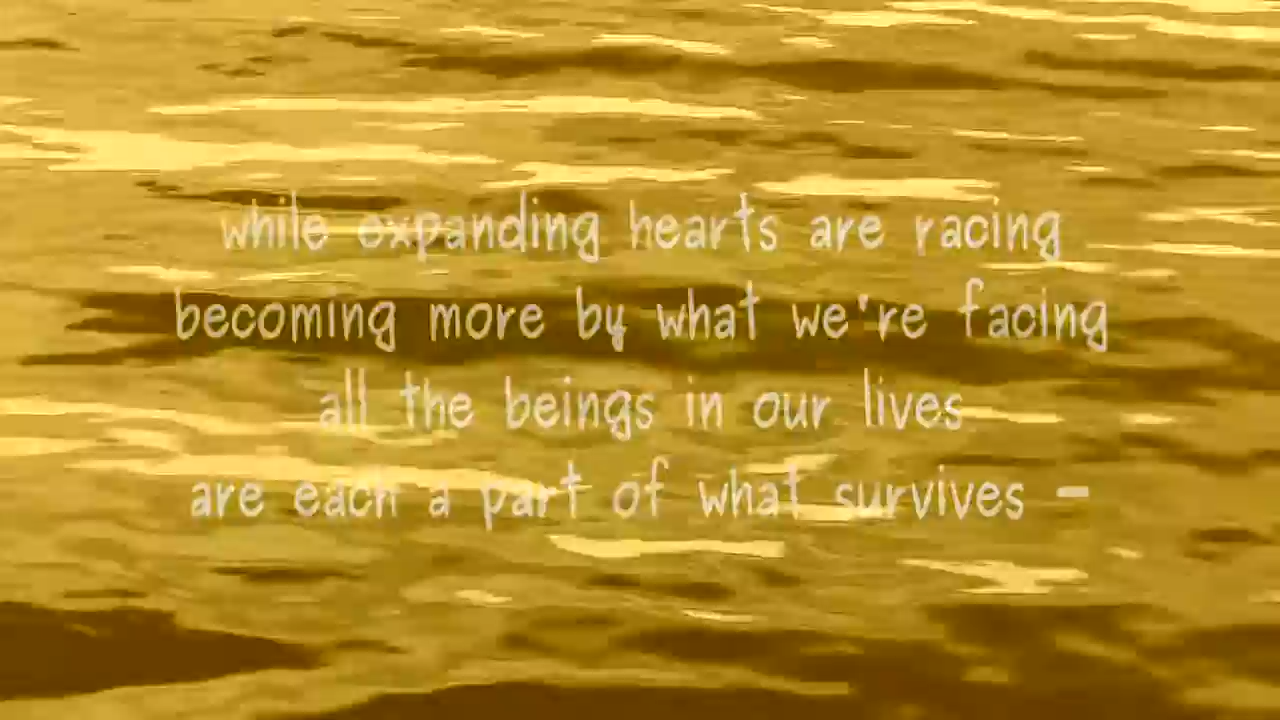 while expanding hearts are racing
becoming more by what we're facing
all the beings in our lives
are each a part of what survives -